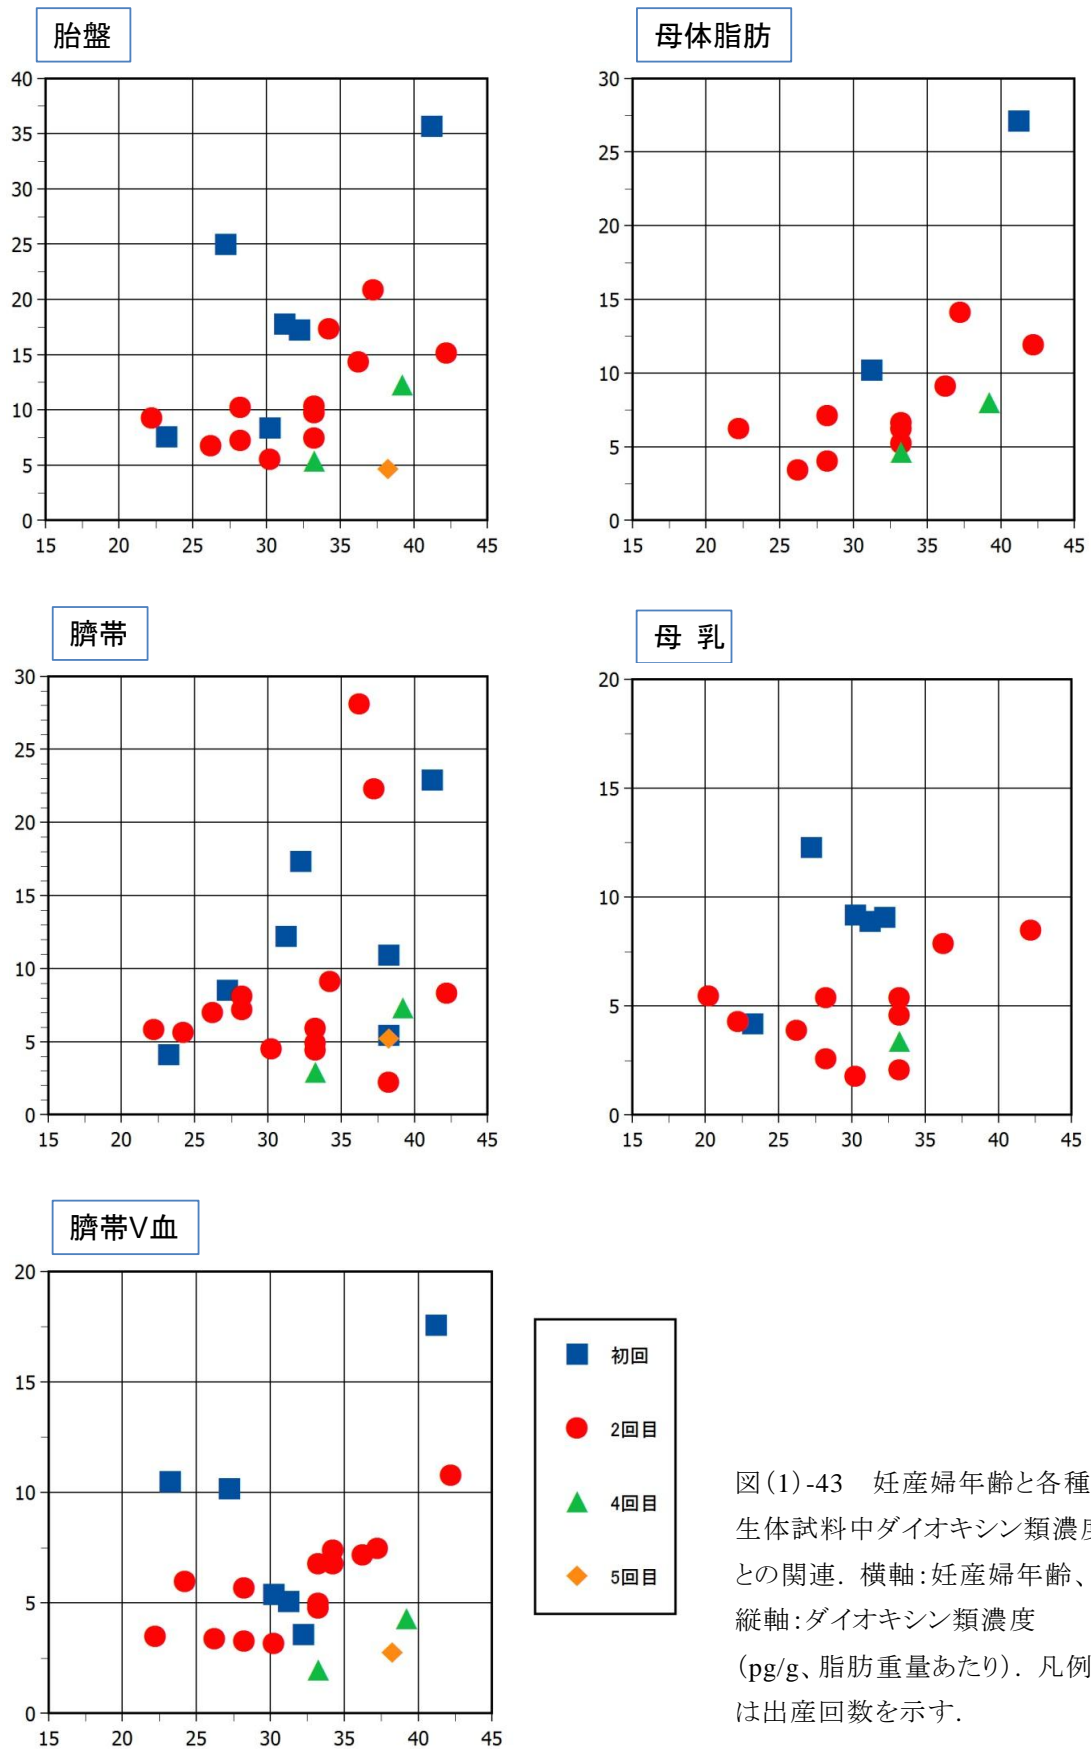 胎盤
40
35
30
25
20
15
10
5
0
15 20 25 30 35 40 45
母体脂肪
30
25
20
15
10
5
0
15 20 25 30 35 40 45
臍帯
30
25
20
15
10
5
0
15 20 25 30 35 40 45
母 乳
20
15
10
5
0
15 20 25 30 35 40 45
臍帯V血
20
15
10
5
0
15 20 25 30 35 40 45
初回
2回目
4回目
5回目
図(1)-43 妊産婦年齢と各種
生体試料中ダイオキシン類濃度
との関連. 横軸:妊産婦年齢、
縦軸:ダイオキシン類濃度
(pg/g、脂肪重量あたり). 凡例
は出産回数を示す.